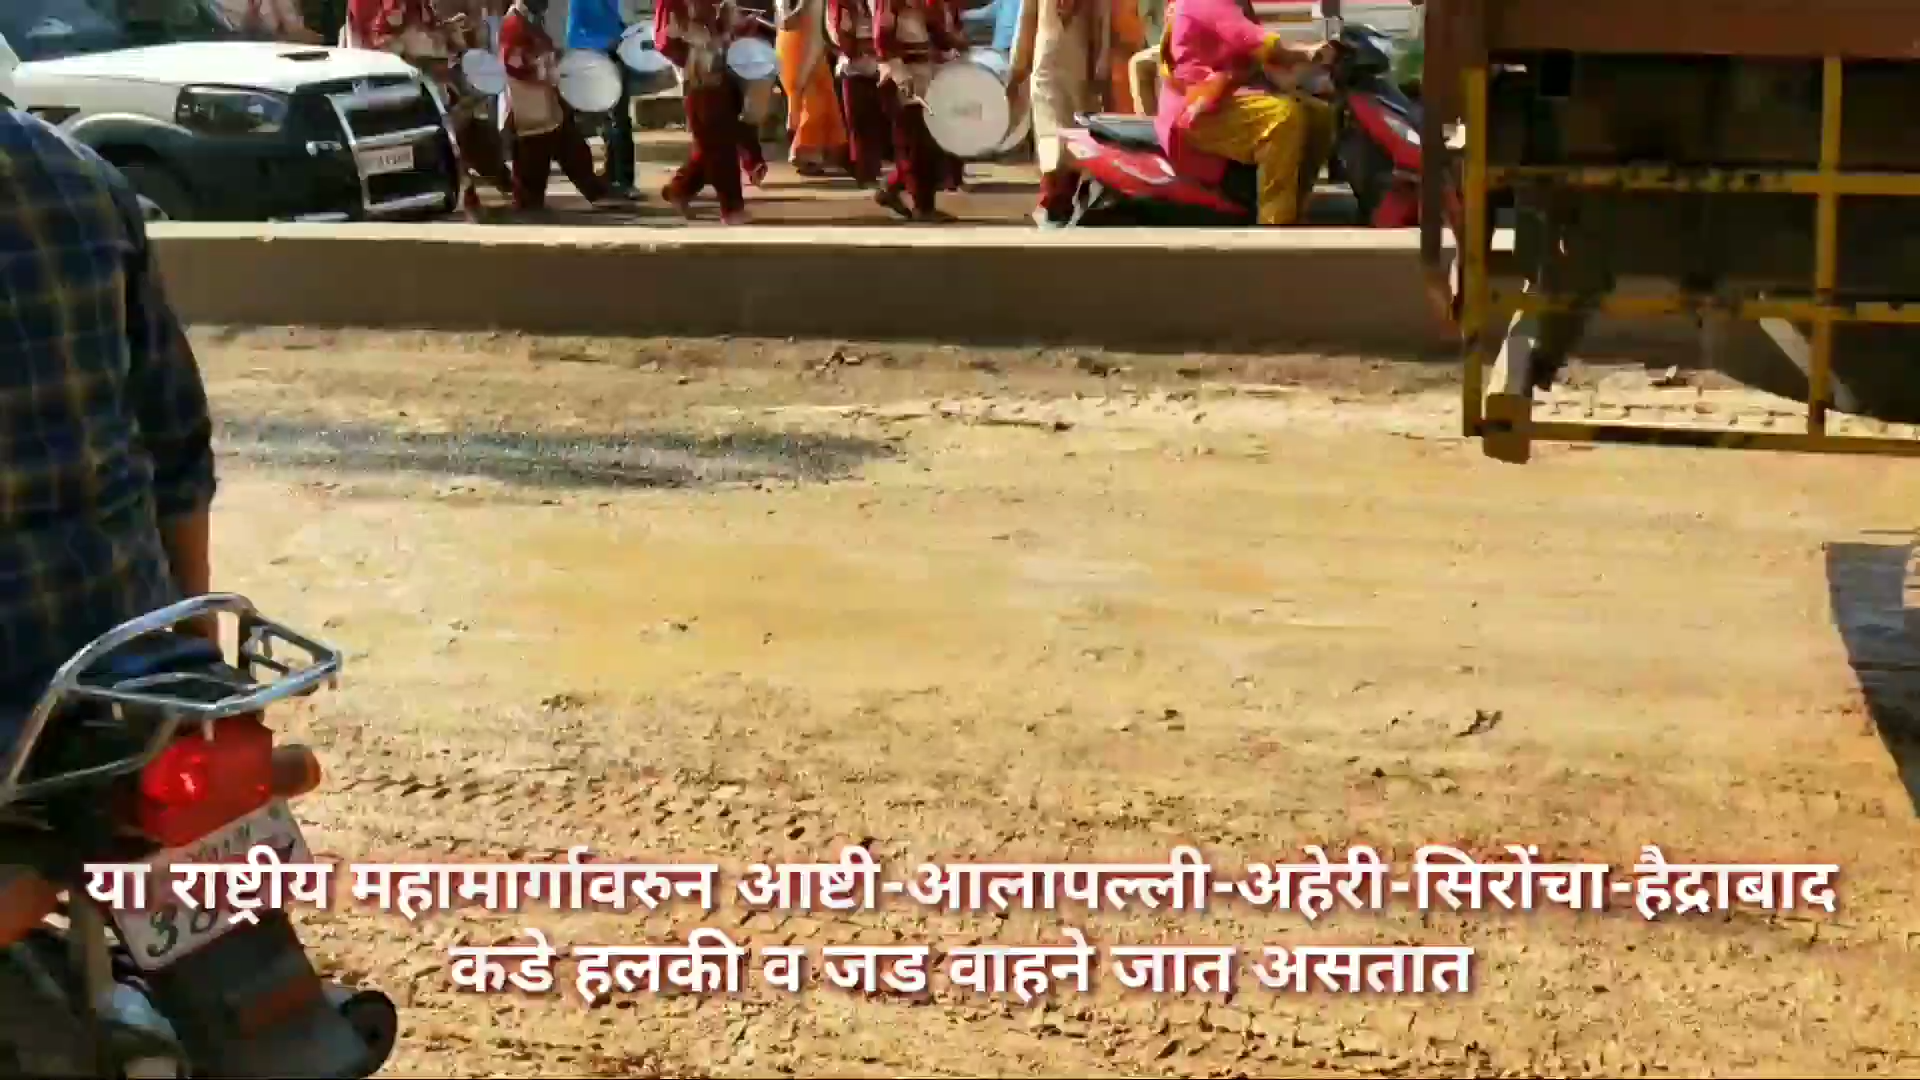 या राष्ट्रीय महामार्गावरुन आष्टी-आलापल्ली-अहेरी-सिरोंचा-हैद्राबाद
कडे हलकी व जड वाहने जात असतात